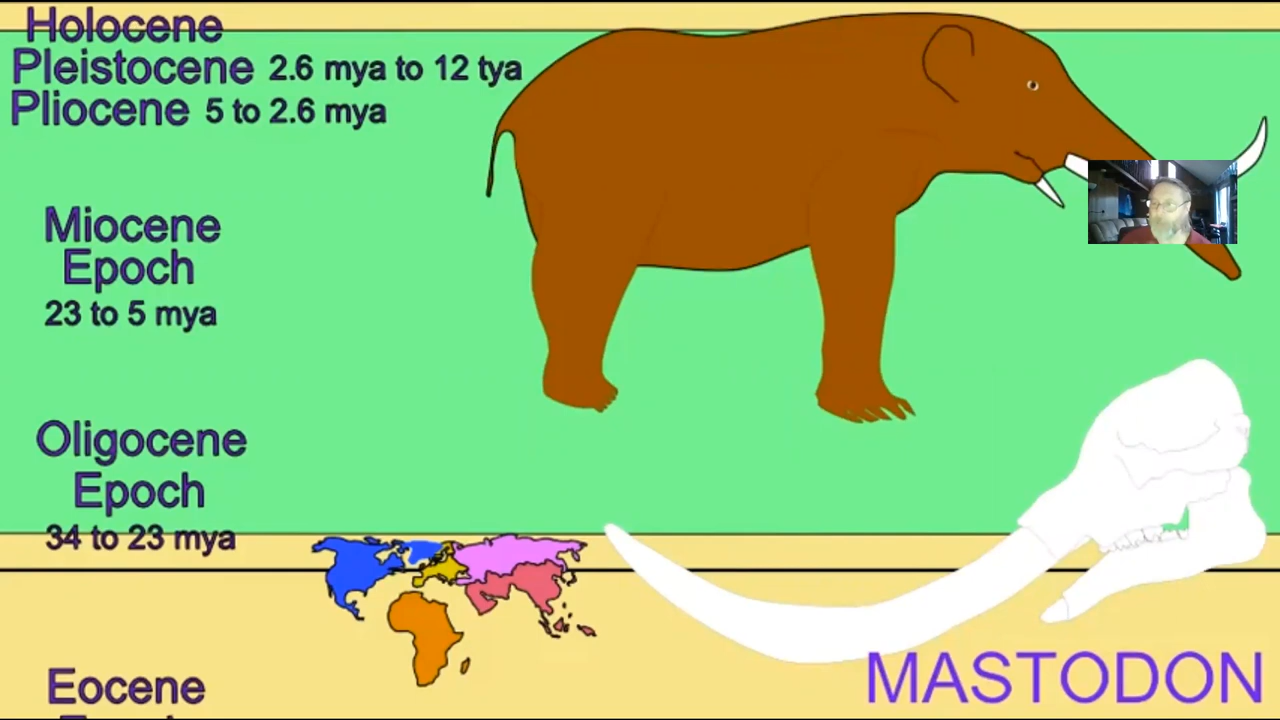 Holocene
Pleistocene 2.6 mya to 12 tya
Pliocene 5 to 2.6 mya
Miocene
Epoch
23 to 5 mya
Oligocene
Epoch
34 to 23 mya
Eocene
MASTODON